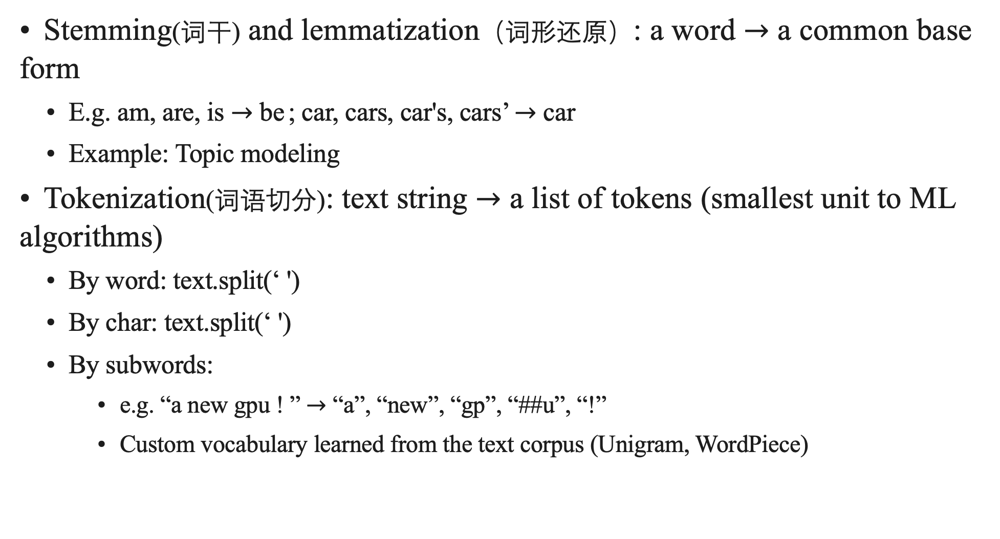 • Stemming(词干) and lemmatization（词形还原）: a word → a common base
form
• E.g. am, are, is → be ; car, cars, car's, cars’ → car
• Example: Topic modeling
• Tokenization(词语切分): text string → a list of tokens (smallest unit to ML
algorithms)
• By word: text.split(‘ ')
• By char: text.split(‘ ')
• By subwords:
• e.g. “a new gpu ! ” → “a”, “new”, “gp”, “##u”, “!”
• Custom vocabulary learned from the text corpus (Unigram, WordPiece)